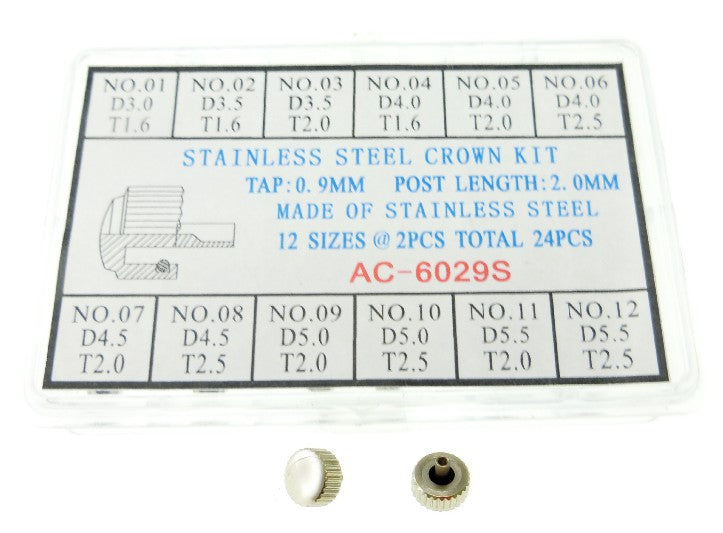 NO.01 NO.02 NO.03 NO.04 NO.05 NO.06
D3.0 D3.5 D3.5 D4.0 D4.0 D4.0
T1.6 T1.6 T2.0 T1.6 T2.0 T2.5
STAINLESS STEEL CROWN KIT
TAP:0.9MM POST LENGTH:2.0MM
MADE OF STAINLESS STEEL
12 SIZES @ 2PCS TOTAL 24PCS
AC-6029S
NO.07 NO.08 NO.09 NO.10 NO.11 NO.12
D4.5 D4.5 D5.0 D5.0 D5.5 D5.5
T2.0 T2.5 T2.0 T2.5 T2.0 T2.5